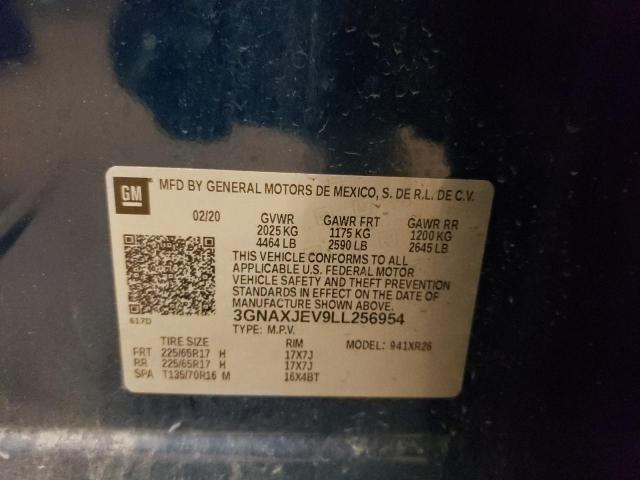 GM
MFD BY GENERAL MOTORS DE MEXICO, S. DE R.L. DE C.V.
02/20 GVWR GAWR FRT GAWR RR
2025 KG 1175 KG 1200 KG
4464 LB 2590 LB 2645 LB
THIS VEHICLE CONFORMS TO ALL
APPLICABLE U.S. FEDERAL MOTOR
VEHICLE SAFETY AND THEFT PREVENTION
STANDARDS IN EFFECT ON THE DATE OF
MANUFACTURE SHOWN ABOVE.
617D
3GNAXJEV9LL256954
TYPE: M.P.V.
TIRE SIZE RIM MODEL: 941XR26
FRT 225/65R17 H 17X7J
RR 225/65R17 H 17X7J
SPA T135/70R16 M 16X4BT